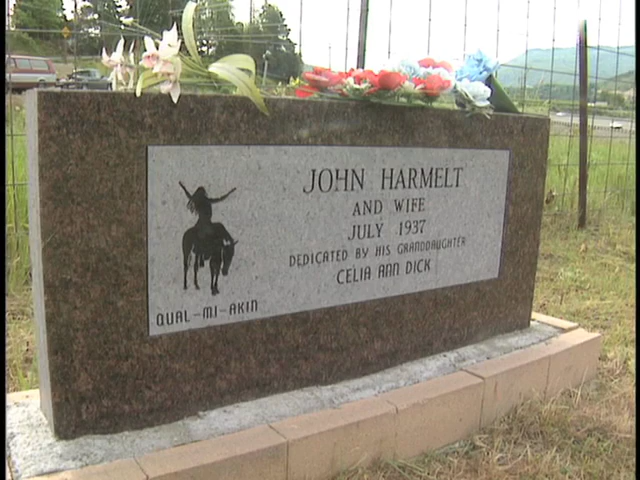 JOHN HARMELT
AND WIFE
JULY 1937
DEDICATED BY HIS GRANDDAUGHTER
CELIA ANN DICK
QUAL-MI-AKIN